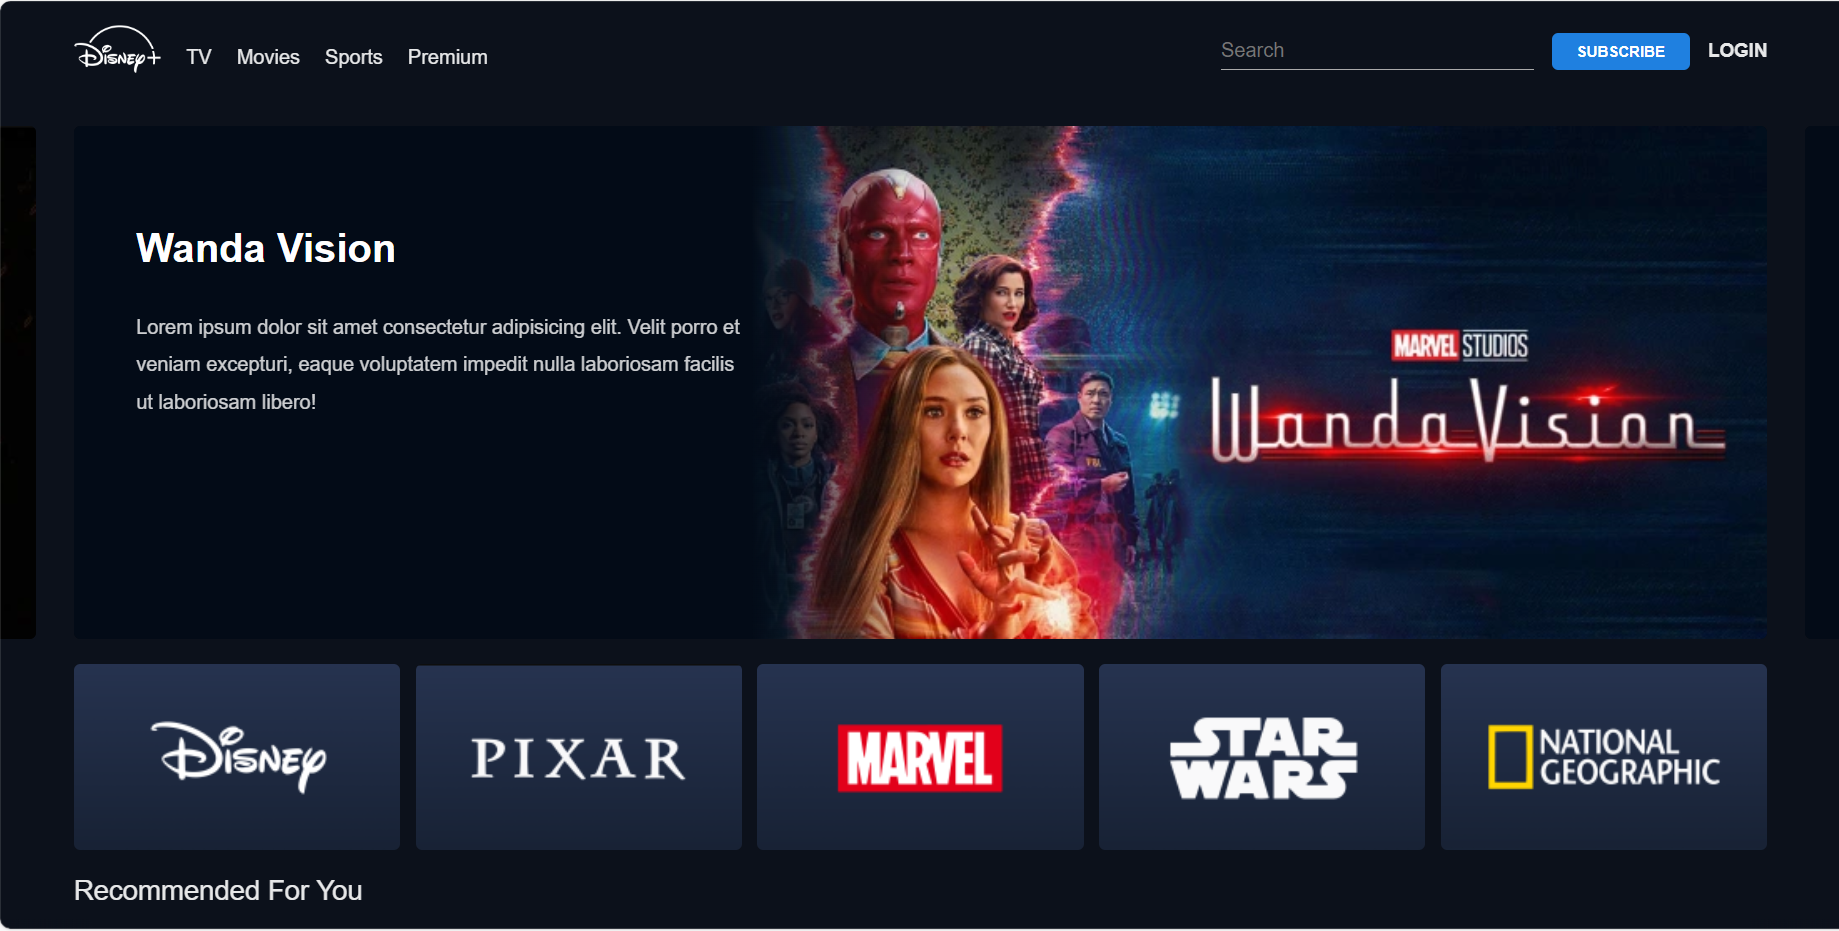 Disney+
TV
Movies
Sports
Premium
Search
SUBSCRIBE
LOGIN
Wanda Vision
Lorem ipsum dolor sit amet consectetur adipisicing elit. Velit porro et
veniam excepturi, eaque voluptatem impedit nulla laboriosam facilis
ut laboriosam libero!
MARVEL STUDIOS
WandaVision
Disney
PIXAR
MARVEL
STAR
WARS
NATIONAL
GEOGRAPHIC
Recommended For You